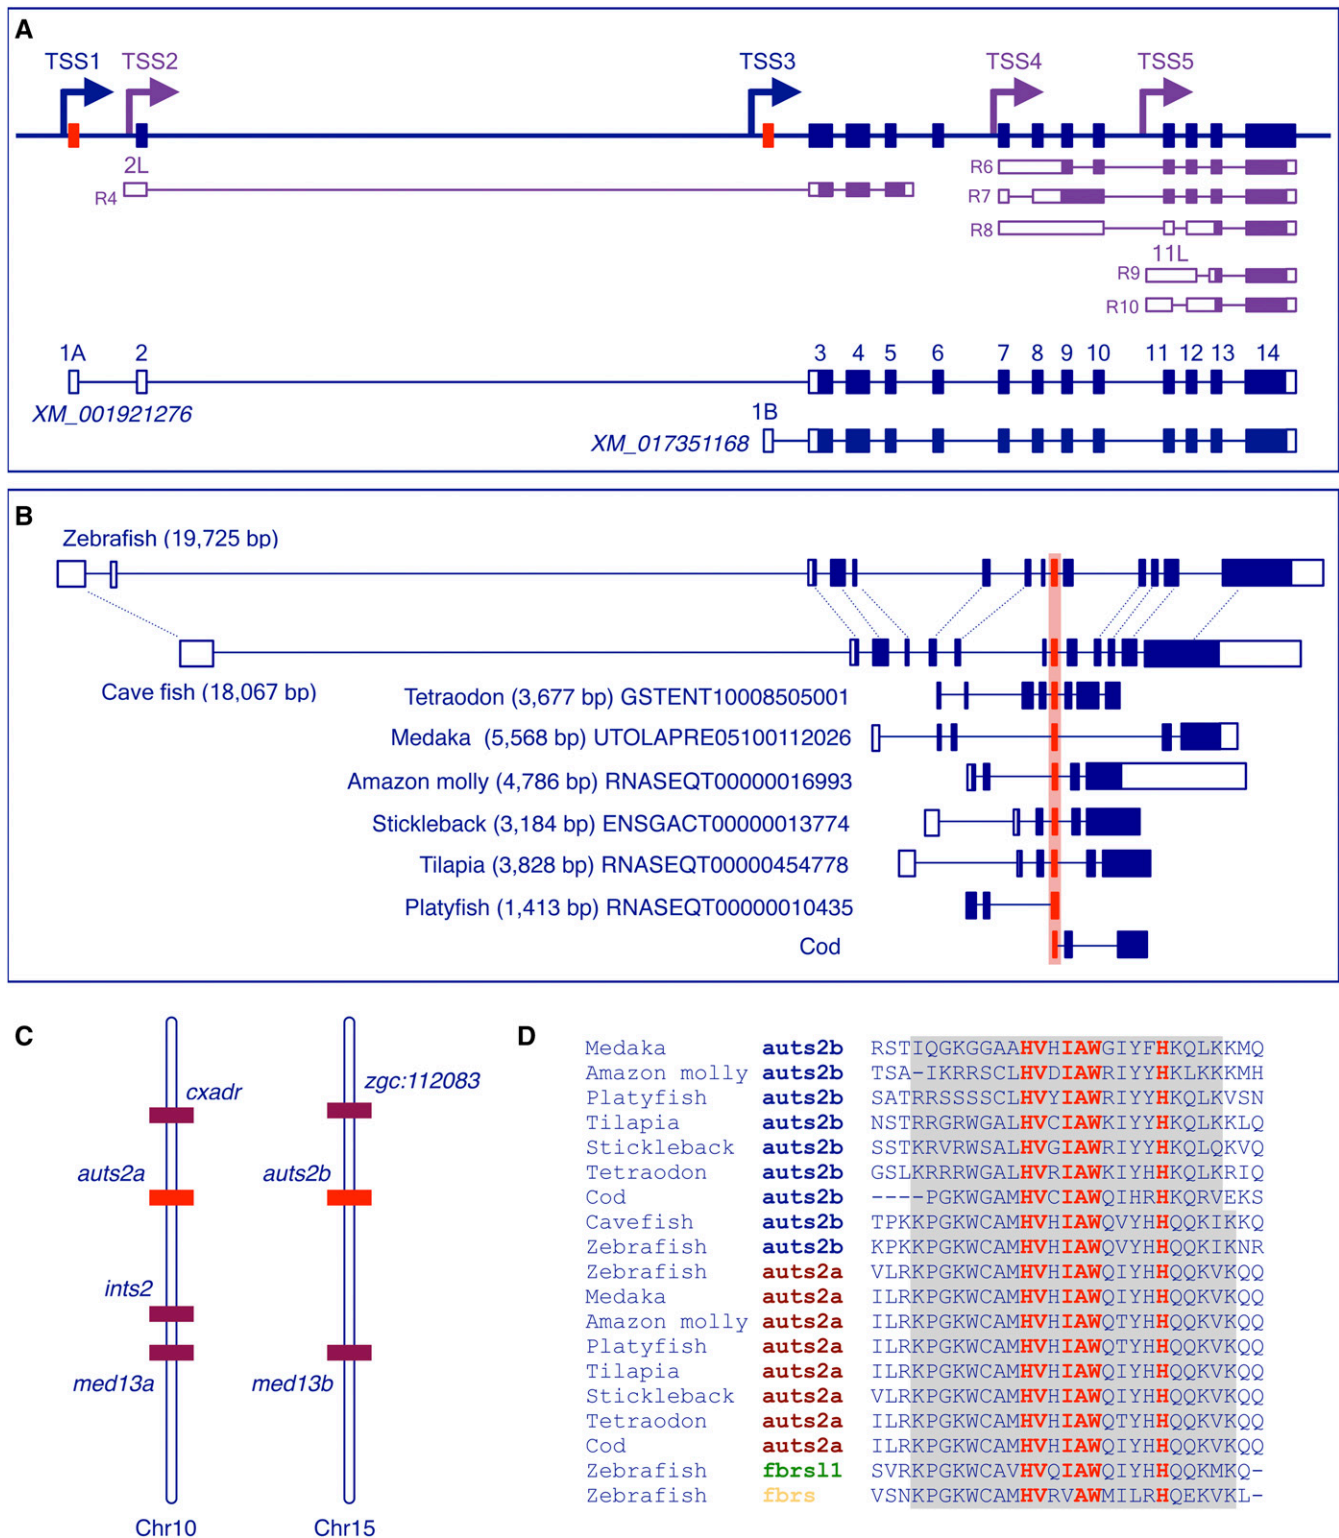 A
TSS1 TSS2 TSS3 TSS4 TSS5
2L
R4
R6
R7
R8
11L
R9
R10
1A 2 3 4 5 6 7 8 9 10 11 12 13 14
XM_001921276
1B
XM_017351168
B
Zebrafish (19,725 bp)
Cave fish (18,067 bp)
Tetraodon (3,677 bp) GSTENT10008505001
Medaka (5,568 bp) UTOLAPRE05100112026
Amazon molly (4,786 bp) RNASEQT00000016993
Stickleback (3,184 bp) ENSGACT00000013774
Tilapia (3,828 bp) RNASEQT00000454778
Platyfish (1,413 bp) RNASEQT00000010435
Cod
C
cxadr
zgc:112083
auts2a
auts2b
ints2
med13a
med13b
Chr10
Chr15
D
Medaka auts2b RSTIQGKGGAAHVHIAWGIYFHKQLKKMQ
Amazon molly auts2b TSA-IKRRSCLHVDIAWRIYYHKLKKKMH
Platyfish auts2b SATRRSSSSCLHVYIAWRIYYHKQLKVSN
Tilapia auts2b NSTRRGRWGALHVCIAWKIYYHKQLKKLQ
Stickleback auts2b SSTKRVRWSALHVGIAWRIYYHKQLQKVQ
Tetraodon auts2b GSLKRRRWGALHVRIAWKIYHHKQLKRIQ
Cod auts2b ----PGKWGAMHVCIAWQIHRHKQRVEKS
Cavefish auts2b TPKKPGKWCAMHVHIAWQVYHHQQKIKKQ
Zebrafish auts2b KPKKPGKWCAMHVHIAWQVYHHQQKIKNR
Zebrafish auts2a VLRKPGKWCAMHVHIAWQIYHHQQKVKQQ
Medaka auts2a ILRKPGKWCAMHVHIAWQIYHHQQKVKQQ
Amazon molly auts2a ILRKPGKWCAMHVHIAWQTYHHQQKVKQQ
Platyfish auts2a ILRKPGKWCAMHVHIAWQTYHHQQKVKQQ
Tilapia auts2a ILRKPGKWCAMHVHIAWQIYHHQQKVKQQ
Stickleback auts2a VLRKPGKWCAMHVHIAWQIYHHQQKVKQQ
Tetraodon auts2a ILRKPGKWCAMHVHIAWQTYHHQQKVKQQ
Cod auts2a ILRKPGKWCAMHVHIAWQIYHHQQKVKQQ
Zebrafish fbrsl1 SVRKPGKWCAVHVQIAWQIYHHQQKMKQ-
Zebrafish fbrs VSNKPGKWCAMHVRVAWMILRHQEKVKL-